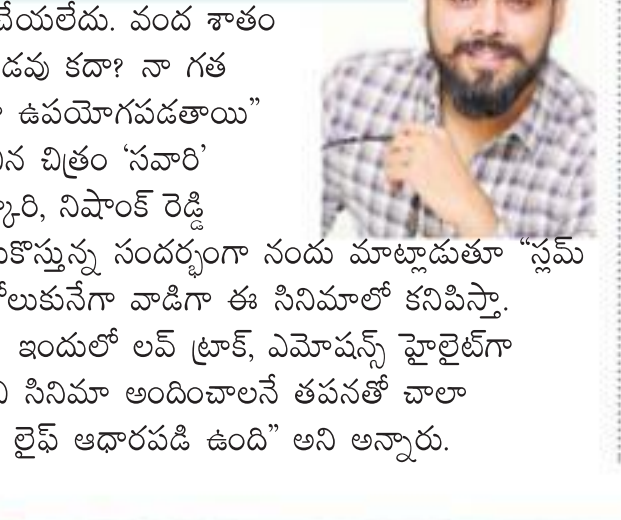 చేయలేదు. వంద శాతం
డవు కదా? నా గత
ఉపయోగపడతాయి”
న చిత్రం ‘సవారి’
నిషాంక్ రెడ్డి
కొస్తున్న సందర్భంగా నందు మాట్లాడుతూ “స్లమ్
లుకునేగా వాడిగా ఈ సినిమాలో కనిపిస్తా.
ఇందులో లవ్ ట్రాక్, ఎమోషన్స్ హైలైట్‌గా
సినిమా అందించాలనే తపనతో చాలా
లైఫ్ ఆధారపడి ఉంది” అని అన్నారు.